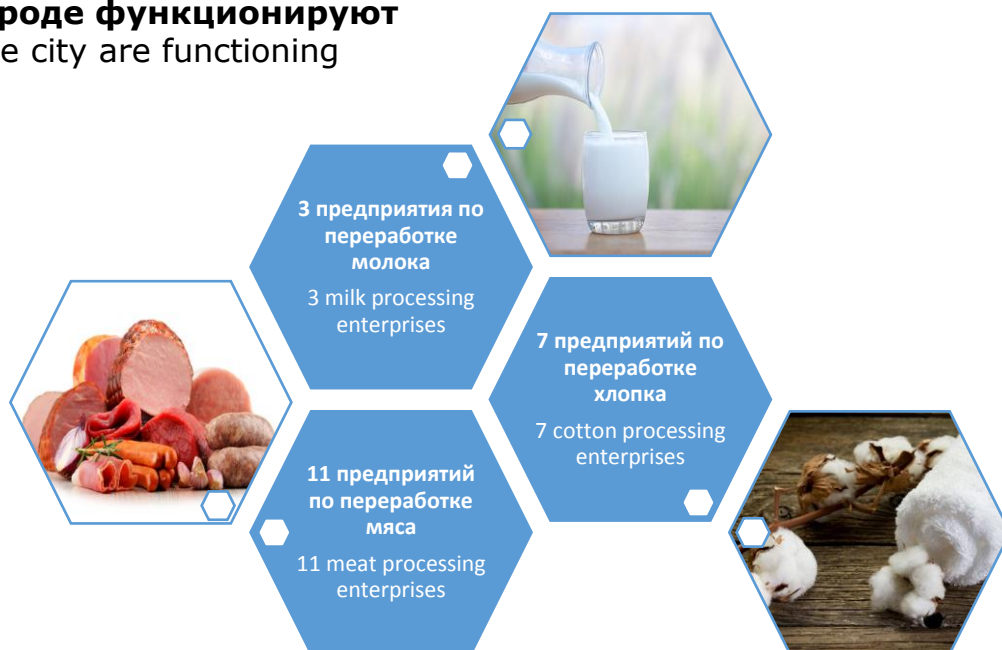 роде функционируют
e city are functioning
3 предприятия по
переработке
молока
3 milk processing
enterprises
7 предприятий по
переработке
хлопка
7 cotton processing
enterprises
11 предприятий
по переработке
мяса
11 meat processing
enterprises